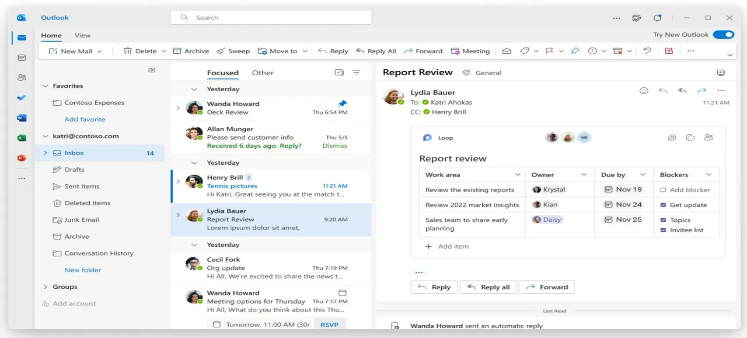 Outlook
Search
Home View
Try New Outlook
New Mail Delete Archive Sweep Move to Reply Reply All Forward Meeting
Favorites
Contoso Expenses
Add favorite
katri@contoso.com
Inbox 14
Drafts
Sent Items
Deleted Items
Junk Email
Archive
Conversation History
New folder
Groups
Add account
Focused Other
Yesterday
Wanda Howard
Deck Review Thu 6:54 PM
Allan Munger
Please send customer info Thu 5/5
Received 6 days ago. Reply? Dismiss
Yesterday
Henry Brill
Tennis pictures 11:21 AM
Hi Katri, Great seeing you at the match t...
Lydia Bauer
Report Review 9:20 AM
Lorem ipsum dolor sit amet,
Yesterday
Cecil Fork
Org update Thu 7:19 PM
Hi All, We're excited to share the news t...
Wanda Howard
Meeting options for Thursday Thu 7:12 PM
Hi All, What do you think about this Thu...
Tomorrow, 11.00 AM (30r RSVP
Report Review General
Lydia Bauer
To: Katri Ahokas
CC: Henry Brill
11:21 AM
Loop
Report review
Work area Owner Due by Blockers
Review the existing reports Krystal Nov 19 Add blocker
Review 2022 market insights Kian Nov 24 Get update
Sales team to share early planning Daisy Nov 25 Topics
Invitee list
Add item
Reply Reply all Forward
Last Read
Wanda Howard sent an automatic reply